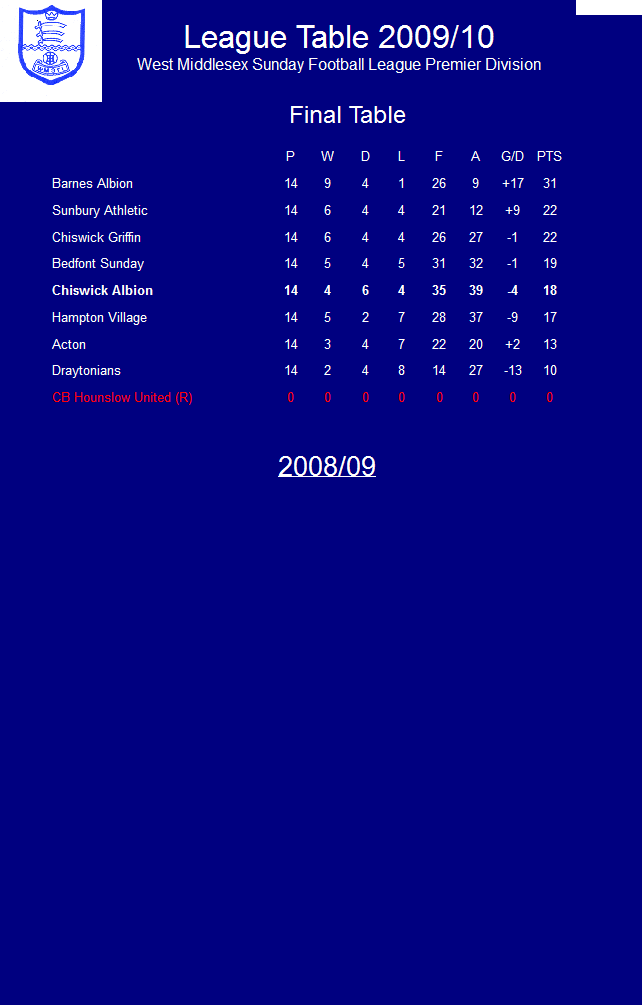 League Table 2009/10
West Middlesex Sunday Football League Premier Division
Final Table
P W D L F A G/D PTS
Barnes Albion 14 9 4 1 26 9 +17 31
Sunbury Athletic 14 6 4 4 21 12 +9 22
Chiswick Griffin 14 6 4 4 26 27 -1 22
Bedfont Sunday 14 5 4 5 31 32 -1 19
Chiswick Albion 14 4 6 4 35 39 -4 18
Hampton Village 14 5 2 7 28 37 -9 17
Acton 14 3 4 7 22 20 +2 13
Draytonians 14 2 4 8 14 27 -13 10
CB Hounslow United (R) 0 0 0 0 0 0 0 0
2008/09